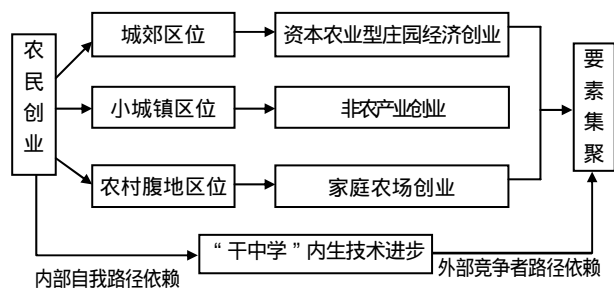 农民创业
城郊区位
资本农业型庄园经济创业
小城镇区位
非农产业创业
农村腹地区位
家庭农场创业
要素集聚
“干中学”内生技术进步
内部自我路径依赖
外部竞争者路径依赖